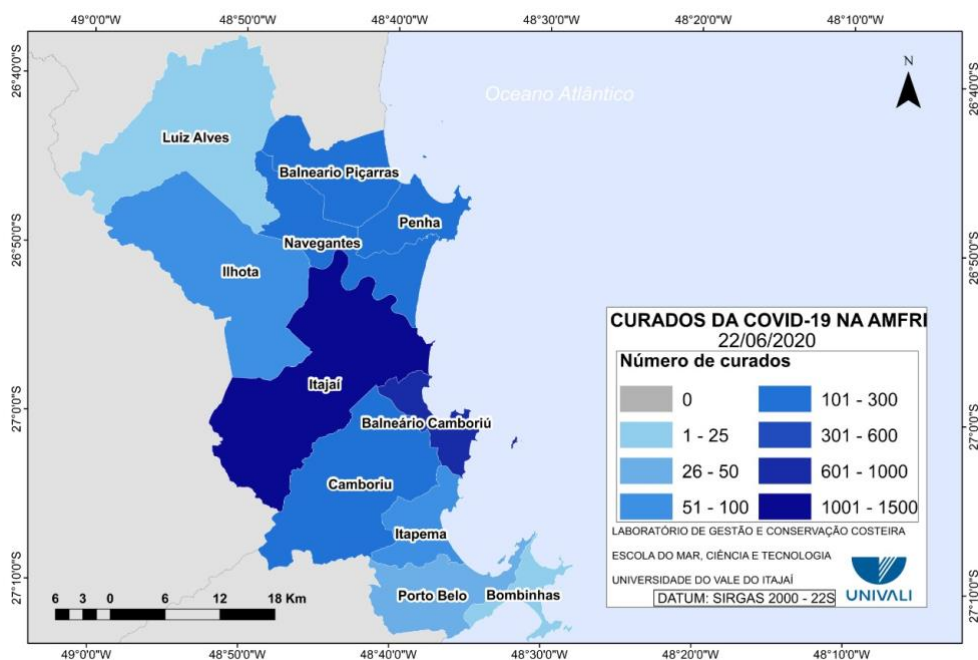 49°0'0"W 48°50'0"W 48°40'0"W 48°30'0"W 48°20'0"W 48°10'0"W
26°40'0"S
26°40'0"S
Oceano Atlântico
N
Luiz Alves
Balneario Piçarras
Penha
Navegantes
26°50'0"S
26°50'0"S
Ilhota
Itajaí
27°0'0"S
27°0'0"S
Balneário Camboriú
Camboriu
Itapema
27°10'0"S
27°10'0"S
Porto Belo
Bombinhas
CURADOS DA COVID-19 NA AMFRI
22/06/2020
Número de curados
0
1 - 25
26 - 50
51 - 100
101 - 300
301 - 600
601 - 1000
1001 - 1500
LABORATÓRIO DE GESTÃO E CONSERVAÇÃO COSTEIRA
ESCOLA DO MAR, CIÊNCIA E TECNOLOGIA
UNIVERSIDADE DO VALE DO ITAJAÍ
DATUM: SIRGAS 2000 - 22S
UNIVALI
6 3 0 6 12 18 Km
49°0'0"W 48°50'0"W 48°40'0"W 48°30'0"W 48°20'0"W 48°10'0"W